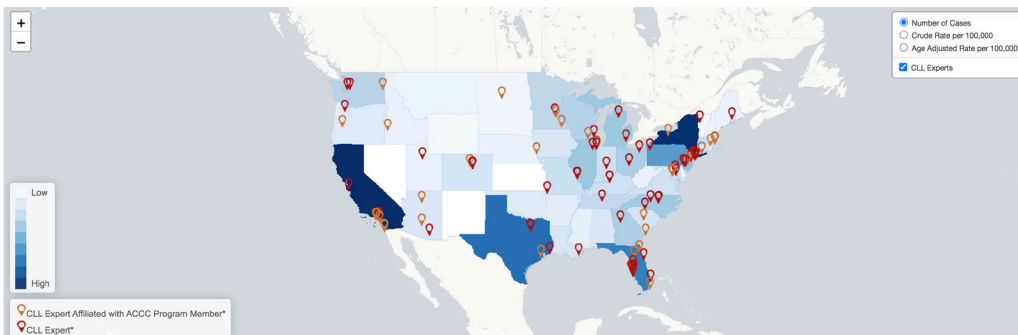 +
−
Number of Cases
Crude Rate per 100,000
Age Adjusted Rate per 100,000
CLL Experts
Low
High
CLL Expert Affiliated with ACCC Program Member*
CLL Expert*